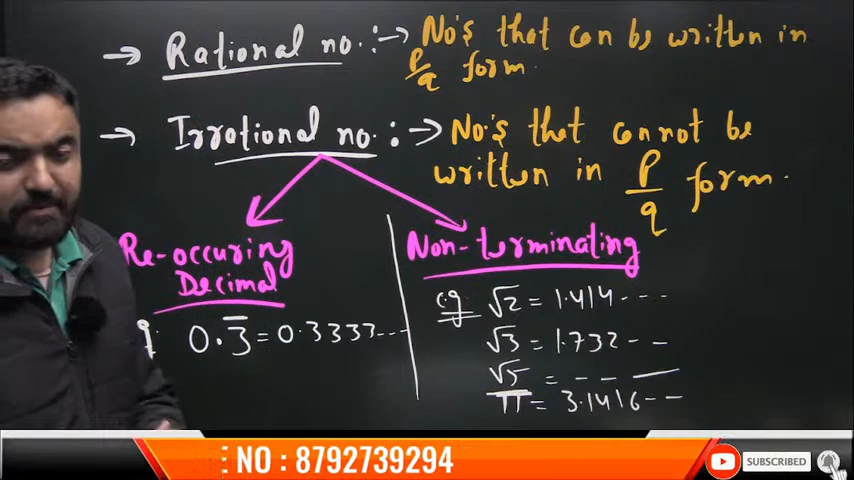 → Rational no. :→ No's that can be written in
P/q form.
→ Irrational no. :→ No.'s that cannot be
written in P/q form.
Re-occuring
Decimal
0.3̅ = 0.3333...
Non-terminating
e.g √2 = 1.414----
√3 = 1.732---
√5 = ---
π = 3.1416---
NO : 8792739294
SUBSCRIBED